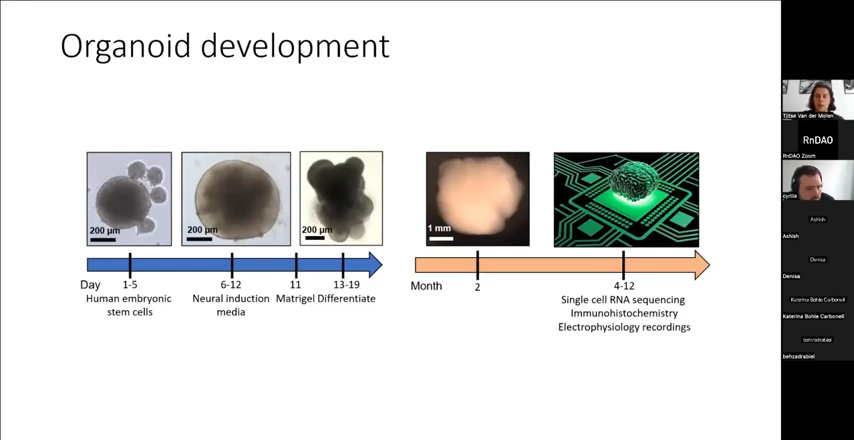 Organoid development
200 µm
200 µm
200 µm
1 mm
Day
1-5
6-12
11
13-19
Human embryonic
stem cells
Neural induction
media
Matrigel
Differentiate
Month
2
4-12
Single cell RNA sequencing
Immunohistochemistry
Electrophysiology recordings
Tjitse Van der Molen
RnDAO
RnDAO Zoom
cyrille
Ashish
Ashish
Denisa
Denisa
Katerina Bohle Carbonell
Katerina Bohle Carbonell
behzadrabiei
behzadrabiei